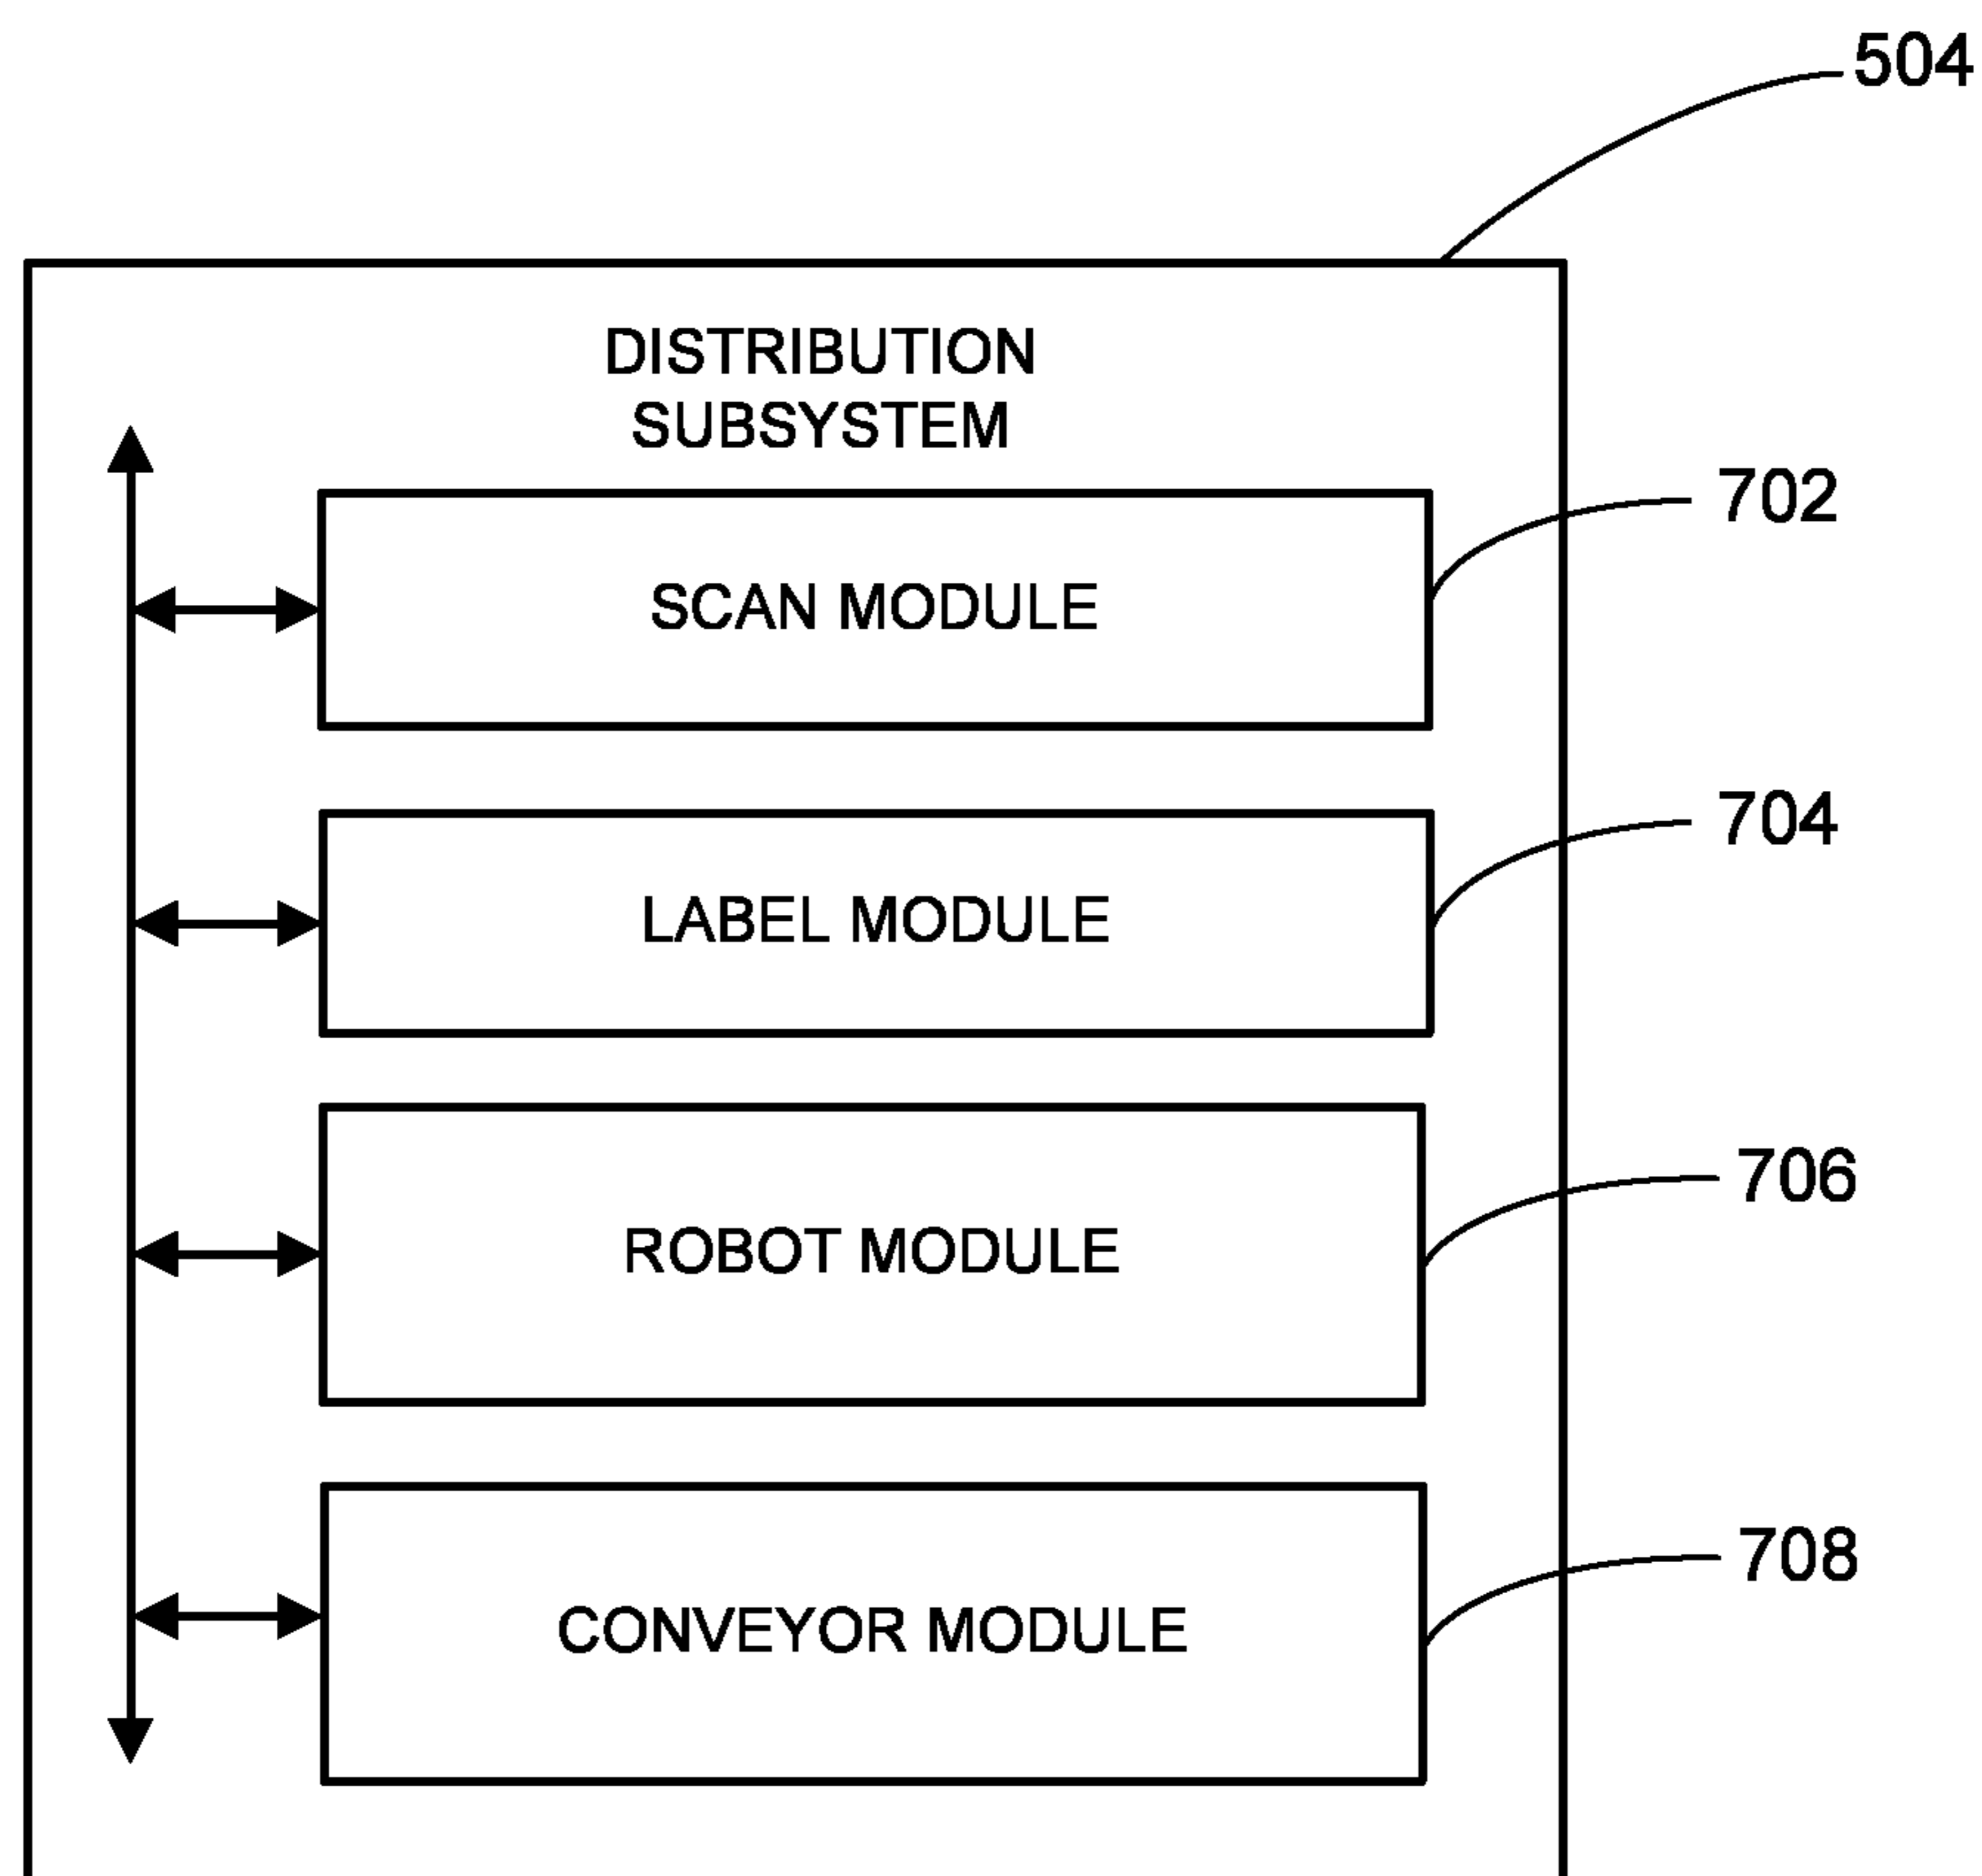 504
DISTRIBUTION
SUBSYSTEM
702
SCAN MODULE
704
LABEL MODULE
706
ROBOT MODULE
708
CONVEYOR MODULE